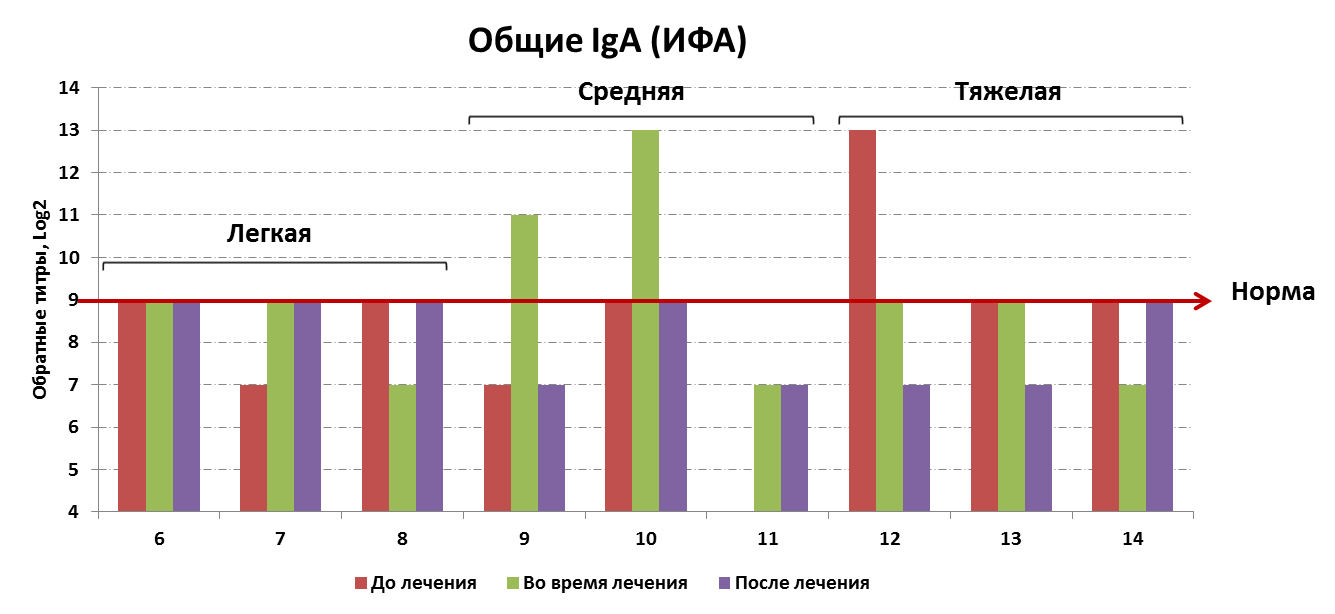 Общие IgA (ИФА)
Обратные титры, Log2
14
13
12
11
10
9
8
7
6
5
4
Легкая
Средняя
Тяжелая
Норма
6 7 8 9 10 11 12 13 14
До лечения Во время лечения После лечения